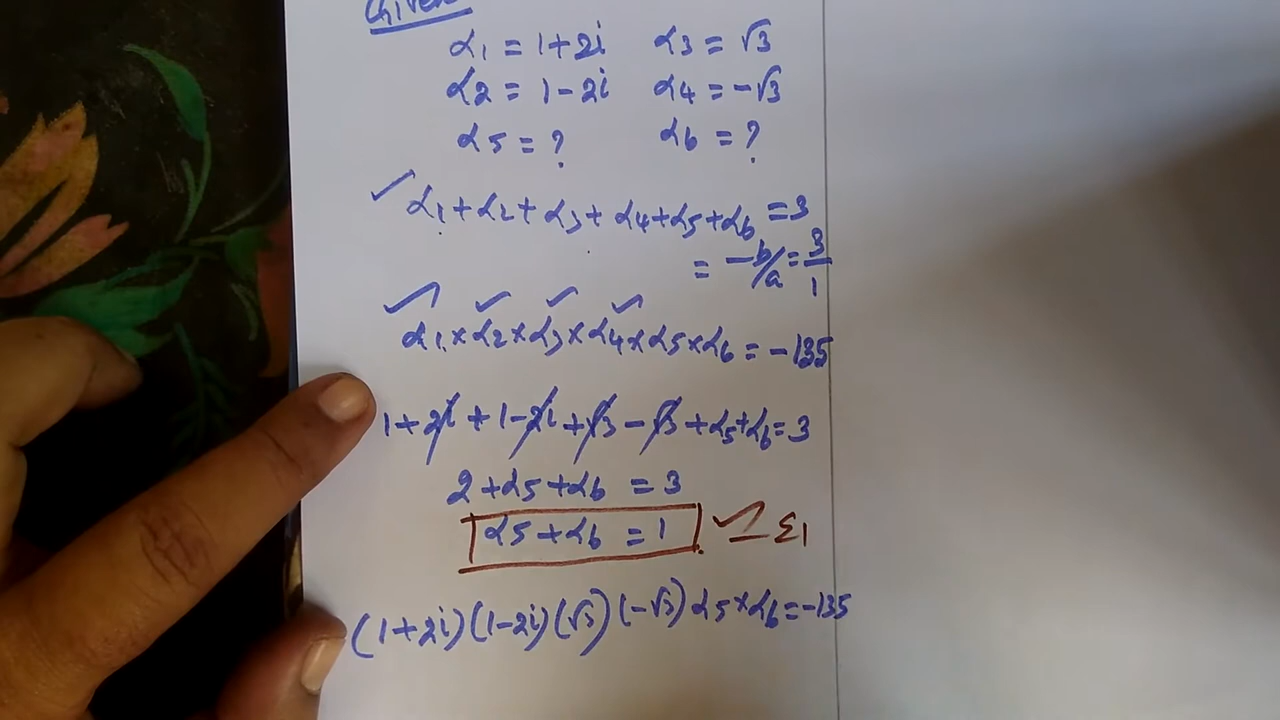 Given
α1 = 1+2i α3 = √3
α2 = 1-2i α4 = -√3
α5 = ? α6 = ?
✓ α1+α2+α3+α4+α5+α6 = 3
= -b/a = 3/1
α1×α2×α3×α4×α5×α6 = -135
1+2i+1-2i+√3-√3+α5+α6=3
2+α5+α6 = 3
α5+α6 = 1 ✓ – Σ1
(1+2i)(1-2i)(√3)(-√3)α5×α6=-135